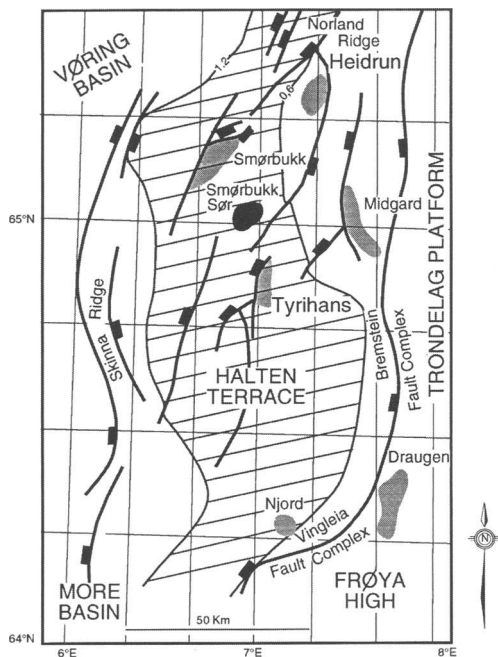 Norland
Ridge
Heidrun
VØRING
BASIN
1,2
0,6
Smørbukk
Smørbukk
Sør
65°N
Midgard
TRONDELAG PLATFORM
Tyrihans
Skinna Ridge
HALTEN
TERRACE
Bremstein
Fault Complex
Draugen
Njord
Vingleia
Fault Complex
N
MORE
BASIN
FRØYA
HIGH
50 Km
64°N
6°E
7°E
8°E